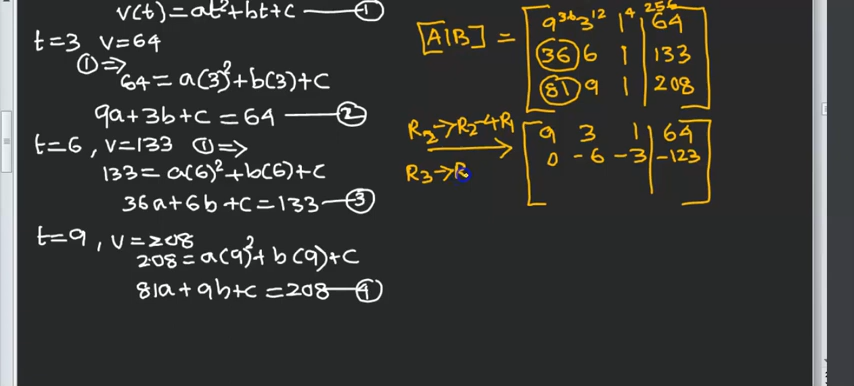 v(t)=at²+bt+c —①
t=3 v=64
①⇒
64=a(3)²+b(3)+c
9a+3b+c=64 —②
t=6, v=133 ①⇒
133=a(6)²+b(6)+c
36a+6b+c=133 —③
t=9, v=208
208=a(9)²+b(9)+c
81a+9b+c=208 —④
[A|B] =
9 36 3 12 1 4 64 256
36 6 1 133
81 9 1 208
R₂→R₂-4R₁
R₃→R
9 3 1 64
0 -6 -3 -123